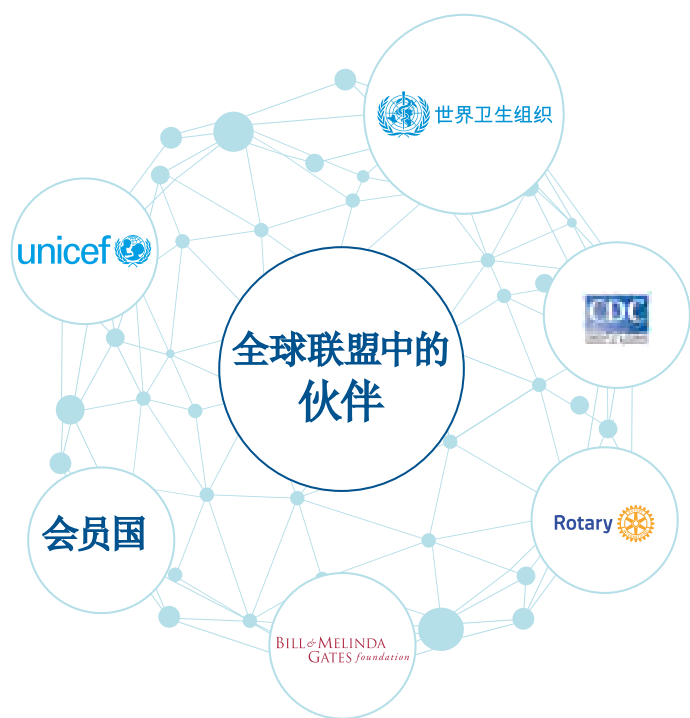 世界卫生组织
unicef
CDC
全球联盟中的
伙伴
Rotary
会员国
BILL & MELINDA
GATES foundation